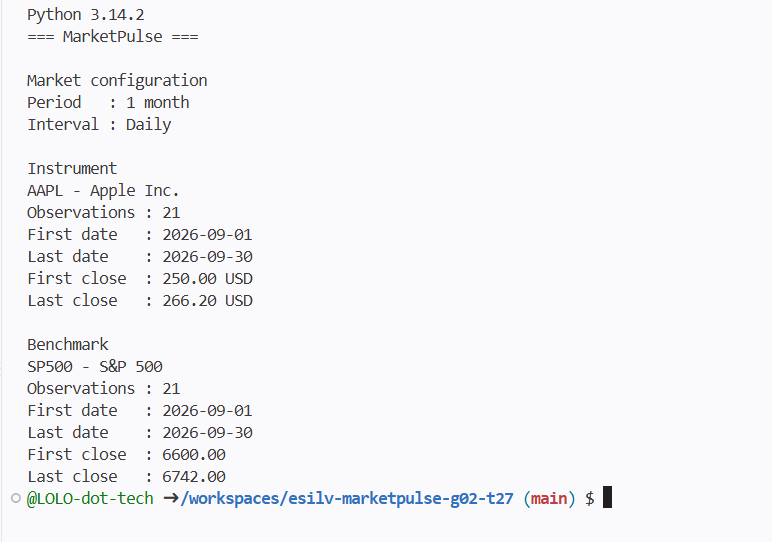 Python 3.14.2
=== MarketPulse ===
Market configuration
Period   : 1 month
Interval : Daily
Instrument
AAPL - Apple Inc.
Observations : 21
First date   : 2026-09-01
Last date    : 2026-09-30
First close  : 250.00 USD
Last close   : 266.20 USD
Benchmark
SP500 - S&P 500
Observations : 21
First date   : 2026-09-01
Last date    : 2026-09-30
First close  : 6600.00
Last close   : 6742.00
@LOLO-dot-tech ➜/workspaces/esilv-marketpulse-g02-t27 (main) $